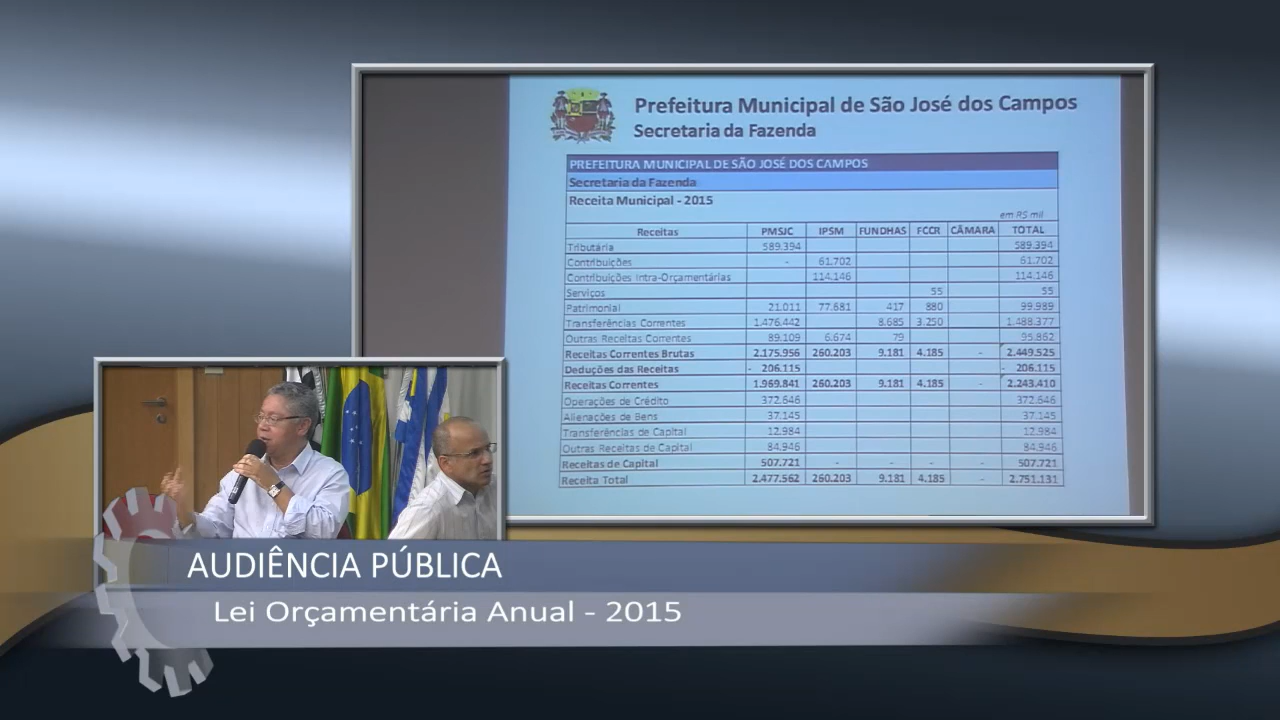 Prefeitura Municipal de São José dos Campos
Secretaria da Fazenda
PREFEITURA MUNICIPAL DE SÃO JOSÉ DOS CAMPOS
Secretaria da Fazenda
Receita Municipal - 2015
em R$ mil
Receitas PMSJC IPSM FUNDHAS FCCR CÂMARA TOTAL
Tributária 589.394 589.394
Contribuições - 61.702 61.702
Contribuições Intra-Orçamentárias 114.146 114.146
Serviços 55 55
Patrimonial 21.011 77.681 417 880 99.989
Transferências Correntes 1.476.442 8.685 3.250 1.488.377
Outras Receitas Correntes 89.109 6.674 79 95.862
Receitas Correntes Brutas 2.175.956 260.203 9.181 4.185 - 2.449.525
Deduções das Receitas - 206.115 - 206.115
Receitas Correntes 1.969.841 260.203 9.181 4.185 - 2.243.410
Operações de Crédito 372.646 372.646
Alienações de Bens 37.145 37.145
Transferências de Capital 12.984 12.984
Outras Receitas de Capital 84.946 84.946
Receitas de Capital 507.721 - - - - 507.721
Receita Total 2.477.562 260.203 9.181 4.185 - 2.751.131
AUDIÊNCIA PÚBLICA
Lei Orçamentária Anual - 2015